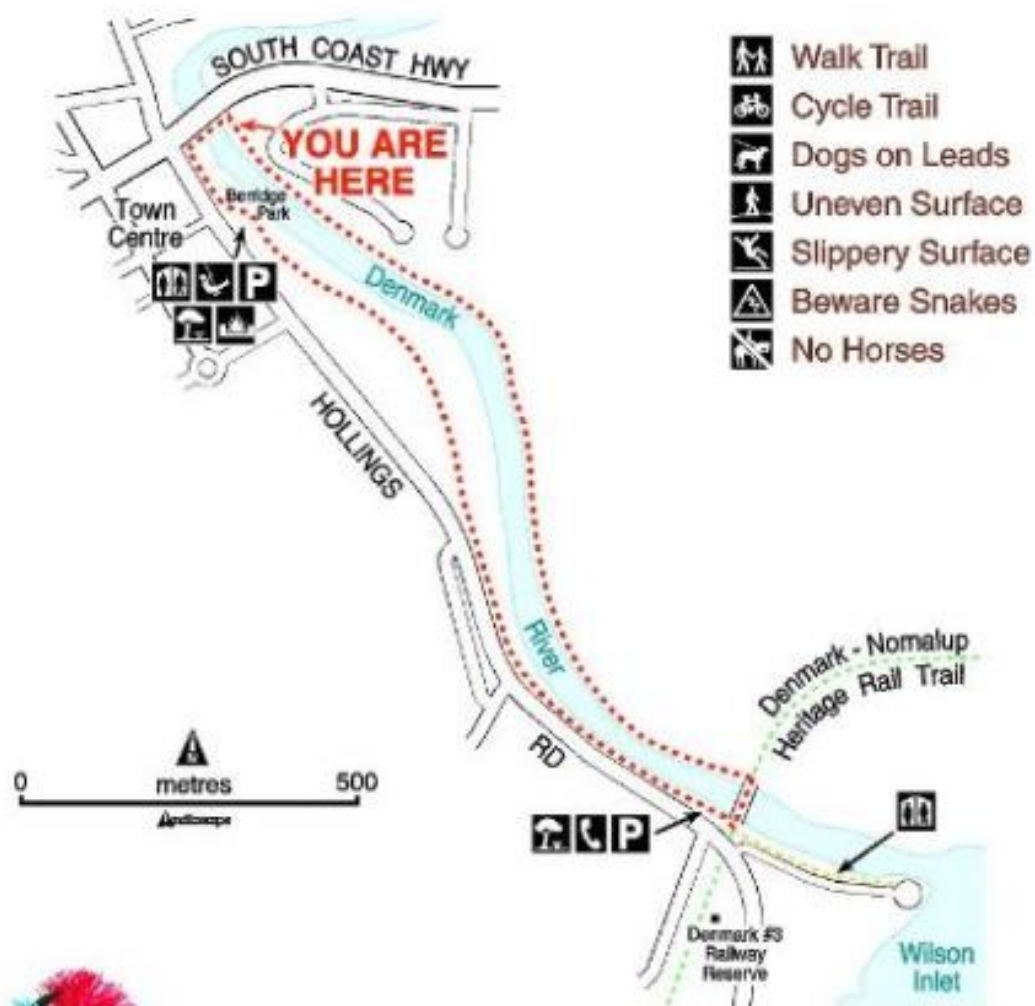 SOUTH COAST HWY
YOU ARE
HERE
Berridge
Park
Town
Centre
P
Denmark
River
HOLLINGS
RD
Walk Trail
Cycle Trail
Dogs on Leads
Uneven Surface
Slippery Surface
Beware Snakes
No Horses
Denmark - Nornalup
Heritage Rail Trail
0
metres
500
P
Denmark #3
Railway
Reserve
Wilson
Inlet